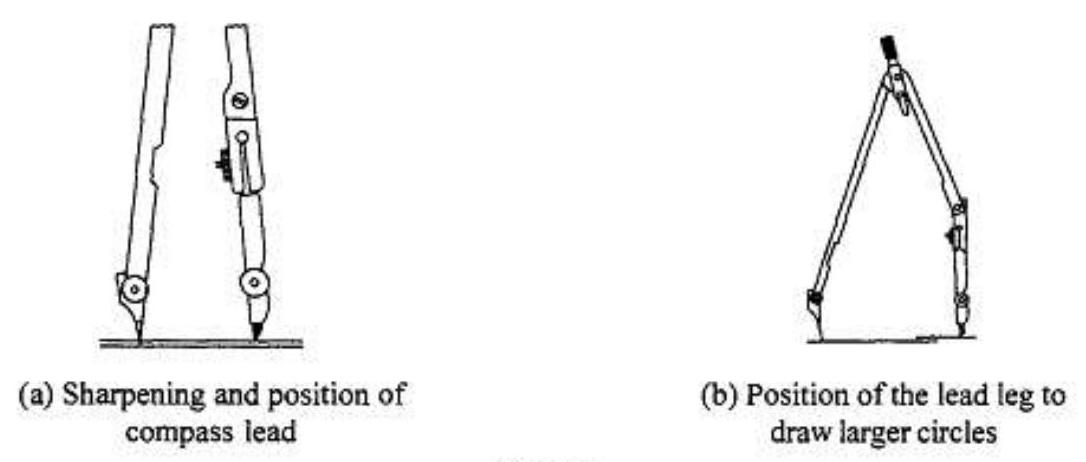 (a) Sharpening and position of
compass lead
(b) Position of the lead leg to
draw larger circles